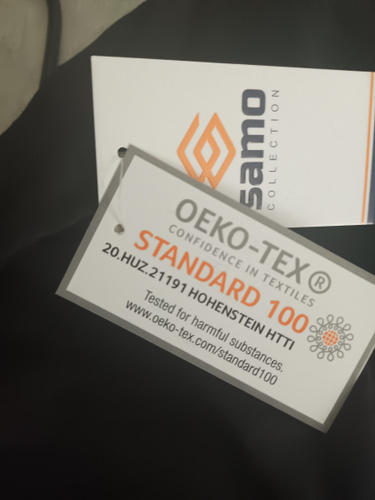 samo
COLLECTION
OEKO-TEX®
CONFIDENCE IN TEXTILES
STANDARD 100
20.HUZ.21191 HOHENSTEIN HTTI
Tested for harmful substances.
www.oeko-tex.com/standard100